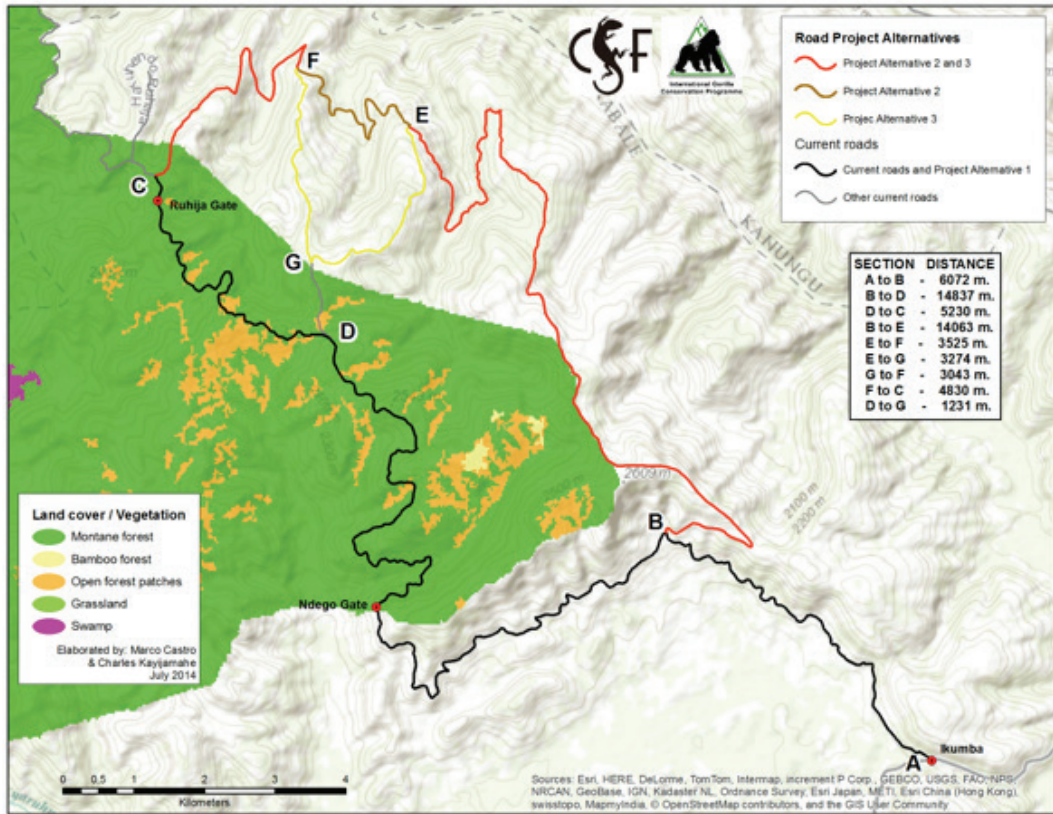 CSF
International Gorilla
Conservation Programme
Road Project Alternatives
Project Alternative 2 and 3
Project Alternative 2
Projec Alternative 3
Current roads
Current roads and Project Alternative 1
Other current roads
F
E
KABALE
KANUNGU
C
Ruhija Gate
G
D
SECTION DISTANCE
A to B - 6072 m.
B to D - 14837 m.
D to C - 5230 m.
B to E - 14063 m.
E to F - 3525 m.
E to G - 3274 m.
G to F - 3043 m.
F to C - 4830 m.
D to G - 1231 m.
2609 m
2100 m
2200 m
B
Land cover / Vegetation
Montane forest
Bamboo forest
Open forest patches
Grassland
Swamp
Elaborated by: Marco Castro
& Charles Kayijamahe
July 2014
Ndego Gate
Ikumba
A
0 0,5 1 2 3 4
Kilometers
Sources: Esri, HERE, DeLorme, TomTom, Intermap, increment P Corp., GEBCO, USGS, FAO, NPS,
NRCAN, GeoBase, IGN, Kadaster NL, Ordnance Survey, Esri Japan, METI, Esri China (Hong Kong),
swisstopo, MapmyIndia, © OpenStreetMap contributors, and the GIS User Community